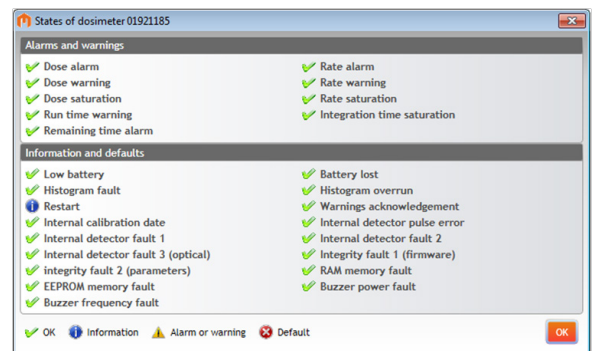 States of dosimeter 01921185
Alarms and warnings
Dose alarm
Rate alarm
Dose warning
Rate warning
Dose saturation
Rate saturation
Run time warning
Integration time saturation
Remaining time alarm
Information and defaults
Low battery
Battery lost
Histogram fault
Histogram overrun
Restart
Warnings acknowledgement
Internal calibration date
Internal detector pulse error
Internal detector fault 1
Internal detector fault 2
Internal detector fault 3 (optical)
Integrity fault 1 (firmware)
integrity fault 2 (parameters)
RAM memory fault
EEPROM memory fault
Buzzer power fault
Buzzer frequency fault
OK Information Alarm or warning Default OK